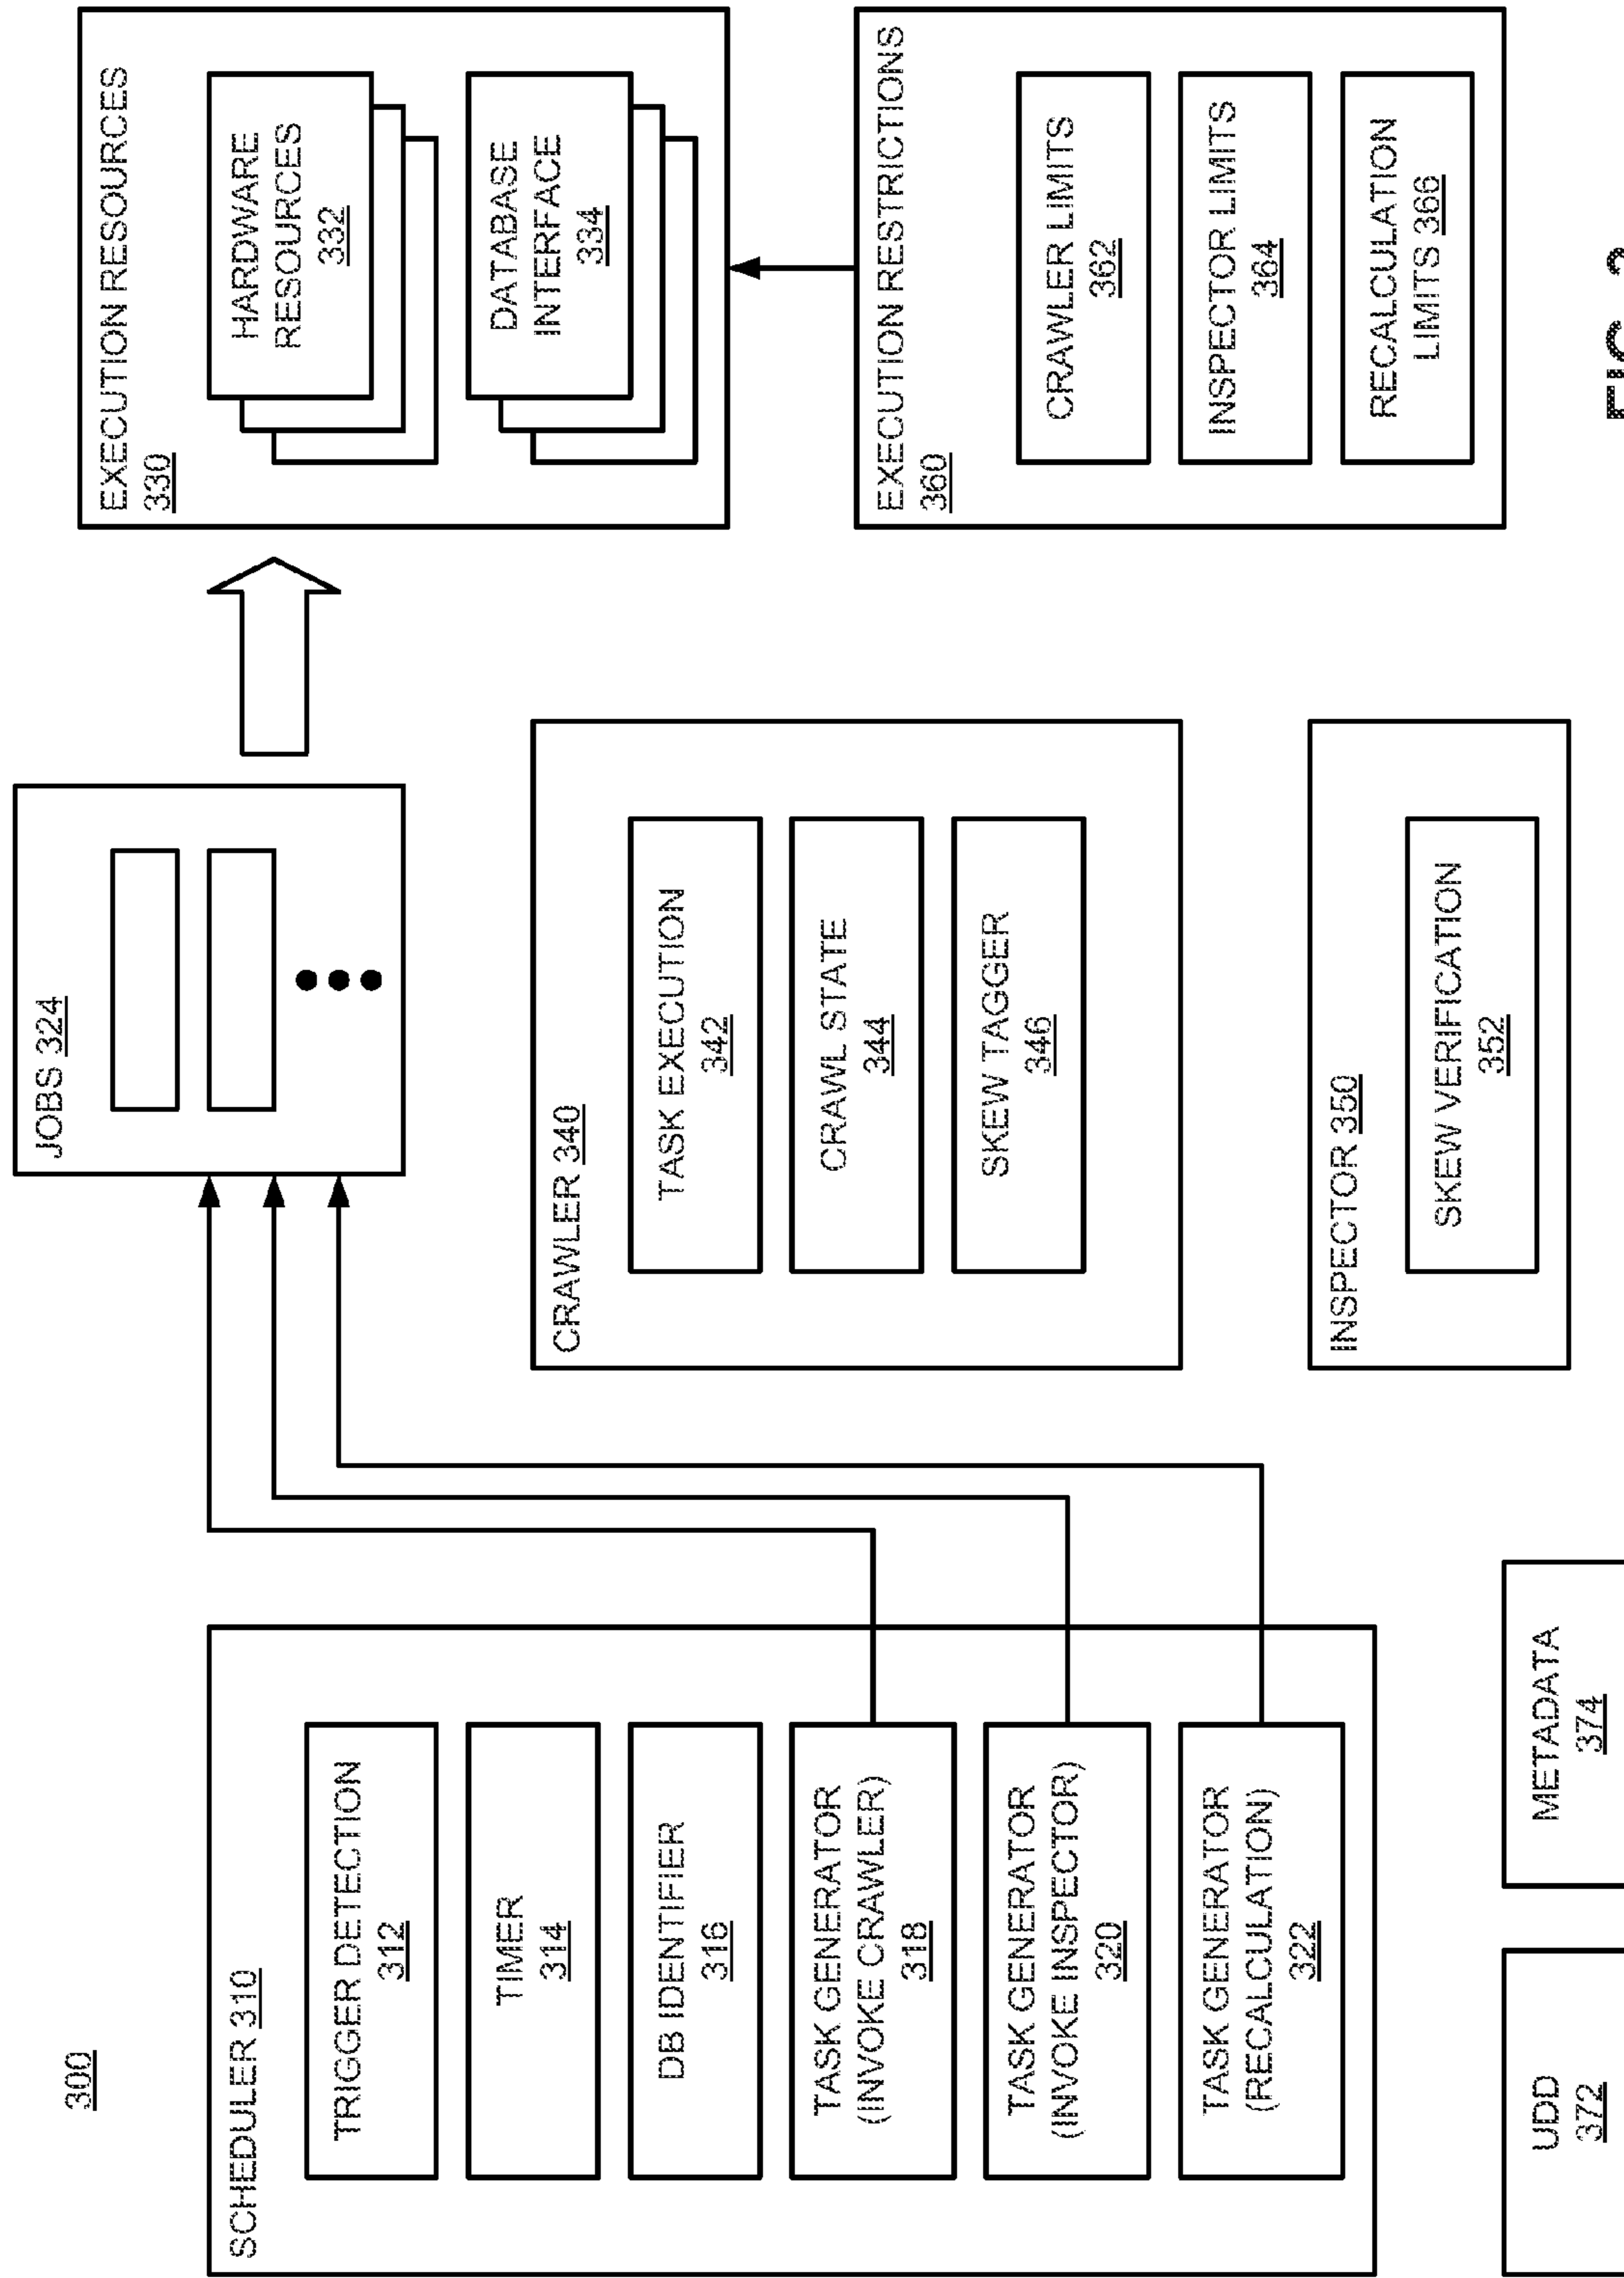 300
SCHEDULER 310
TRIGGER DETECTION
312
TIMER
314
DB IDENTIFIER
316
TASK GENERATOR
(INVOKE CRAWLER)
318
TASK GENERATOR
(INVOKE INSPECTOR)
320
TASK GENERATOR
(RECALCULATION)
322
UDD
372
METADATA
374
JOBS 324
CRAWLER 340
TASK EXECUTION
342
CRAWL STATE
344
SKEW TAGGER
346
INSPECTOR 350
SKEW VERIFICATION
352
EXECUTION RESOURCES
330
HARDWARE
RESOURCES
332
DATABASE
INTERFACE
334
EXECUTION RESTRICTIONS
360
CRAWLER LIMITS
362
INSPECTOR LIMITS
364
RECALCULATION
LIMITS 366